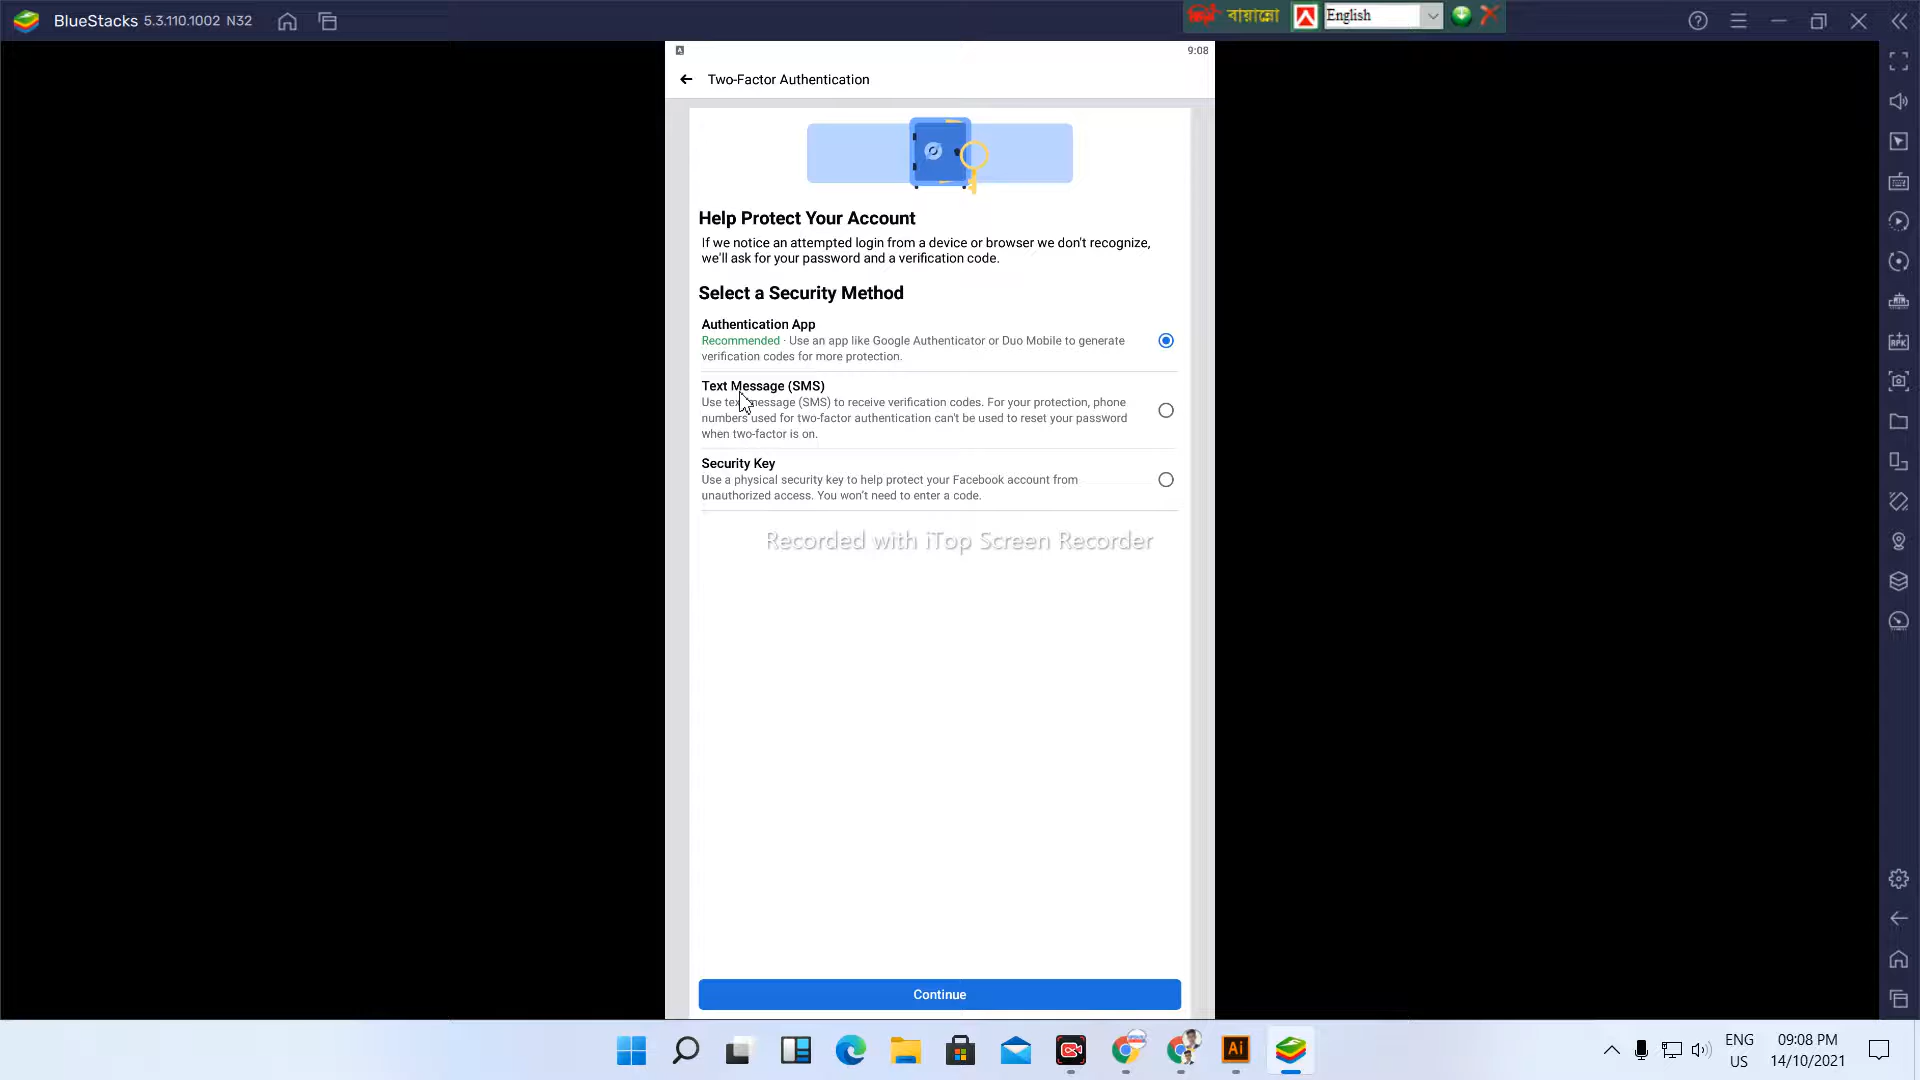 BlueStacks 5.3.110.1002 N32
বায়ান্নো
English
9:08
Two-Factor Authentication
Help Protect Your Account
If we notice an attempted login from a device or browser we don't recognize,
we'll ask for your password and a verification code.
Select a Security Method
Authentication App
Recommended · Use an app like Google Authenticator or Duo Mobile to generate
verification codes for more protection.
Text Message (SMS)
Use text message (SMS) to receive verification codes. For your protection, phone
numbers used for two-factor authentication can't be used to reset your password
when two-factor is on.
Security Key
Use a physical security key to help protect your Facebook account from
unauthorized access. You won't need to enter a code.
Recorded with iTop Screen Recorder
Continue
Ai
ENG
US
09:08 PM
14/10/2021